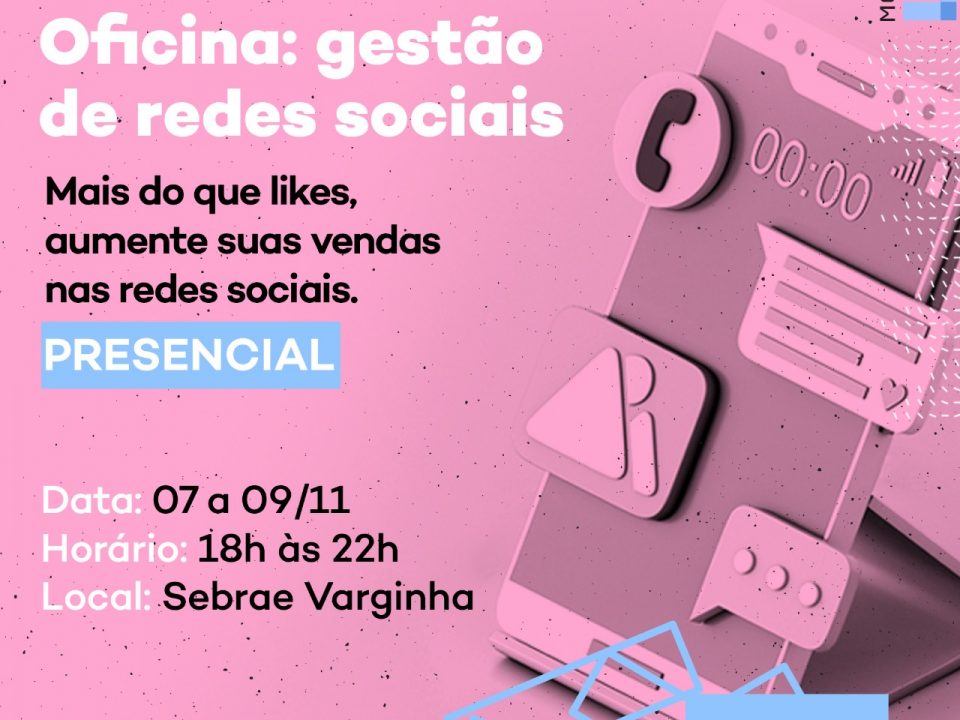 Oficina: gestão
de redes sociais
Mais do que likes,
aumente suas vendas
nas redes sociais.
PRESENCIAL
Data: 07 a 09/11
Horário: 18h às 22h
Local: Sebrae Varginha
00:00